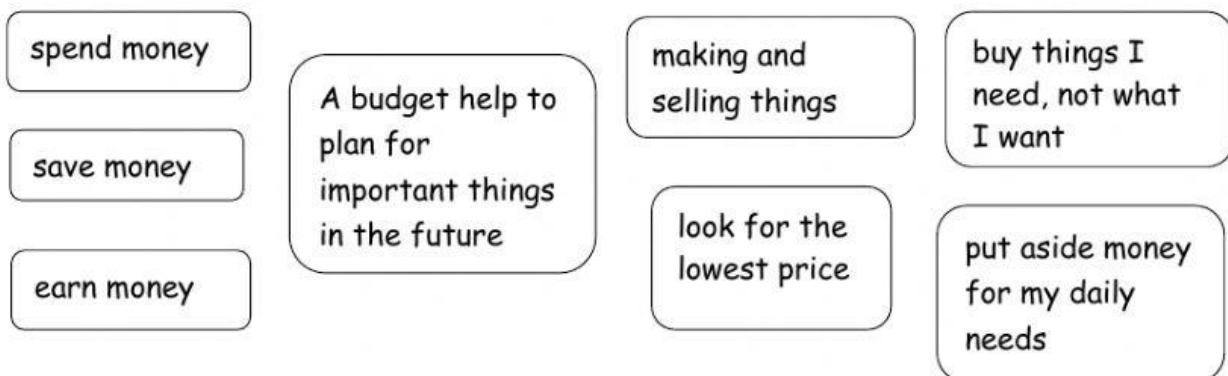 spend money
save money
earn money
A budget help to
plan for
important things
in the future
making and
selling things
look for the
lowest price
buy things I
need, not what
I want
put aside money
for my daily
needs